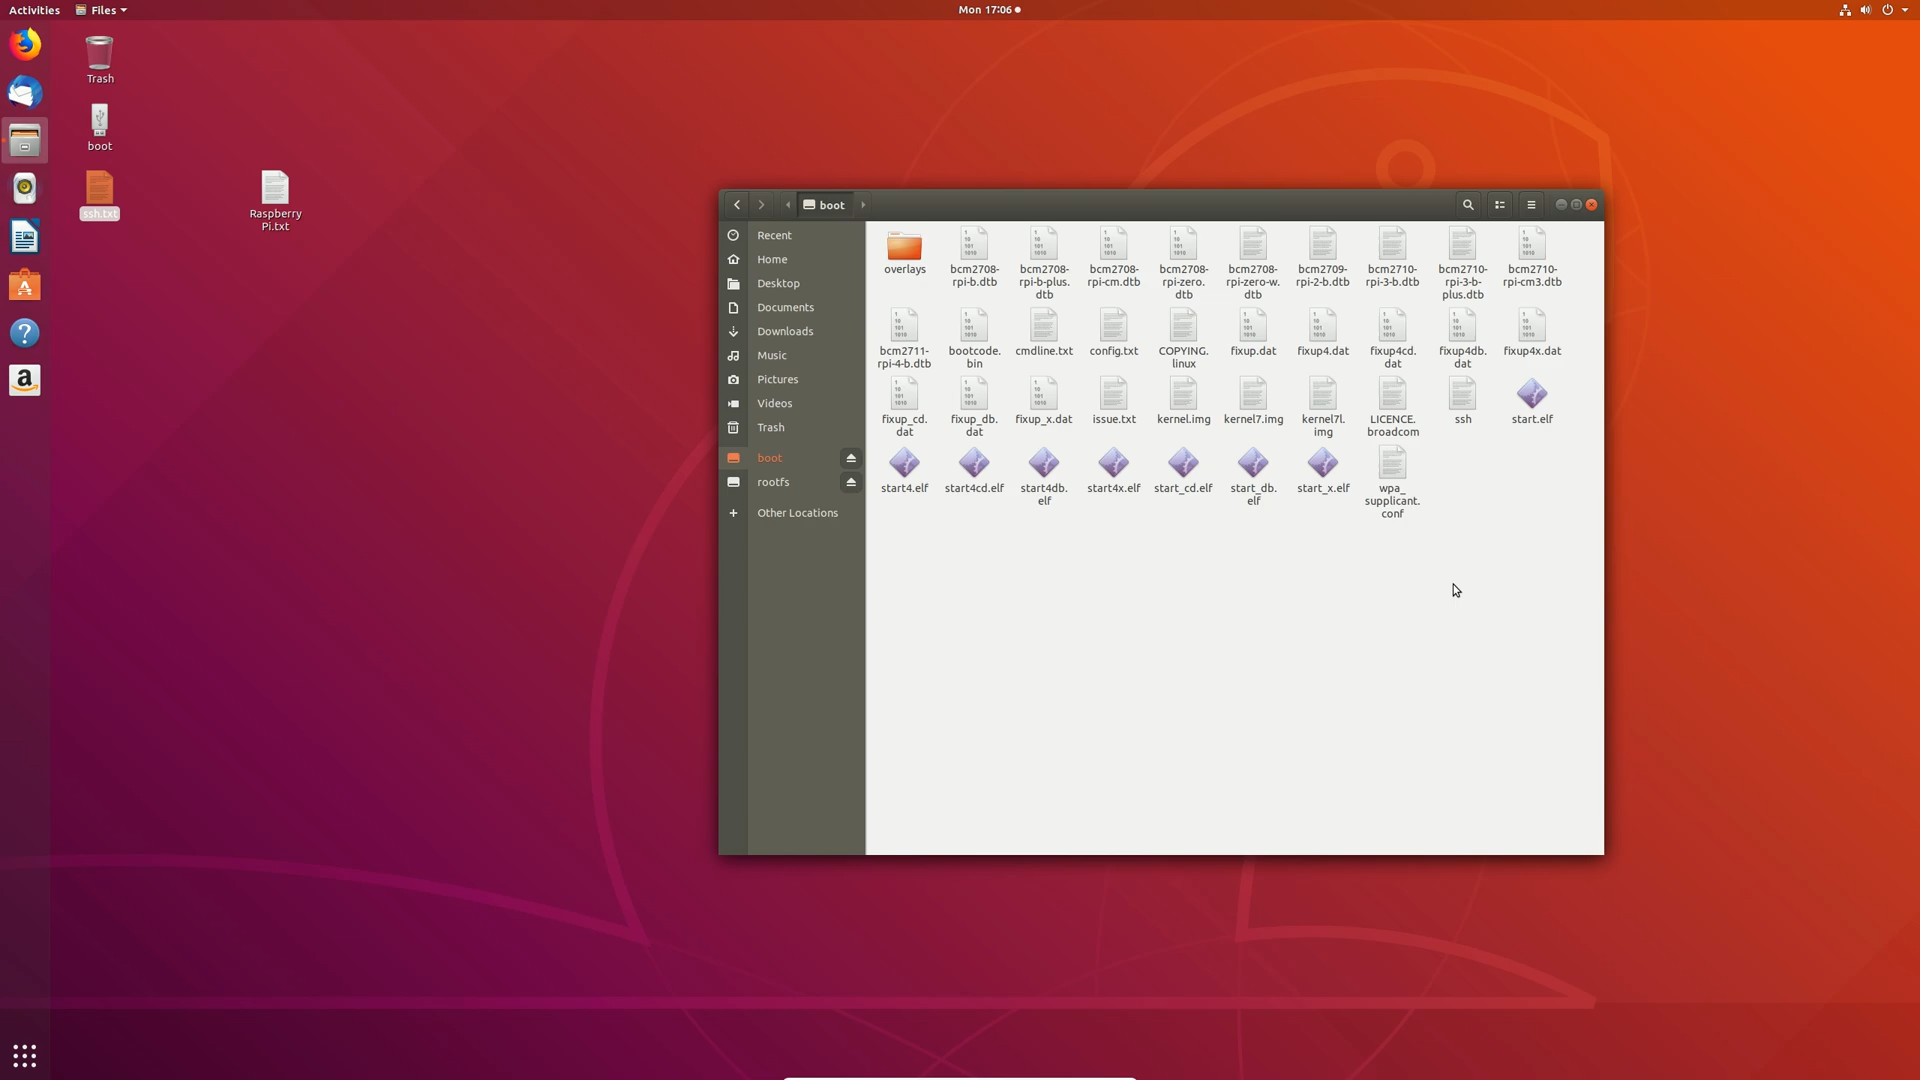 Activities
Files
Mon 17:06
Trash
boot
ssh.txt
Raspberry
Pi.txt
boot
Recent
Home
Desktop
Documents
Downloads
Music
Pictures
Videos
Trash
boot
rootfs
Other Locations
overlays
bcm2708-
rpi-b.dtb
bcm2708-
rpi-b-plus.
dtb
bcm2708-
rpi-cm.dtb
bcm2708-
rpi-zero.
dtb
bcm2708-
rpi-zero-w.
dtb
bcm2709-
rpi-2-b.dtb
bcm2710-
rpi-3-b.dtb
bcm2710-
rpi-3-b-
plus.dtb
bcm2710-
rpi-cm3.dtb
bcm2711-
rpi-4-b.dtb
bootcode.
bin
cmdline.txt
config.txt
COPYING.
linux
fixup.dat
fixup4.dat
fixup4cd.
dat
fixup4db.
dat
fixup4x.dat
fixup_cd.
dat
fixup_db.
dat
fixup_x.dat
issue.txt
kernel.img
kernel7.img
kernel7l.
img
LICENCE.
broadcom
ssh
start.elf
start4.elf
start4cd.elf
start4db.
elf
start4x.elf
start_cd.elf
start_db.
elf
start_x.elf
wpa_
supplicant.
conf